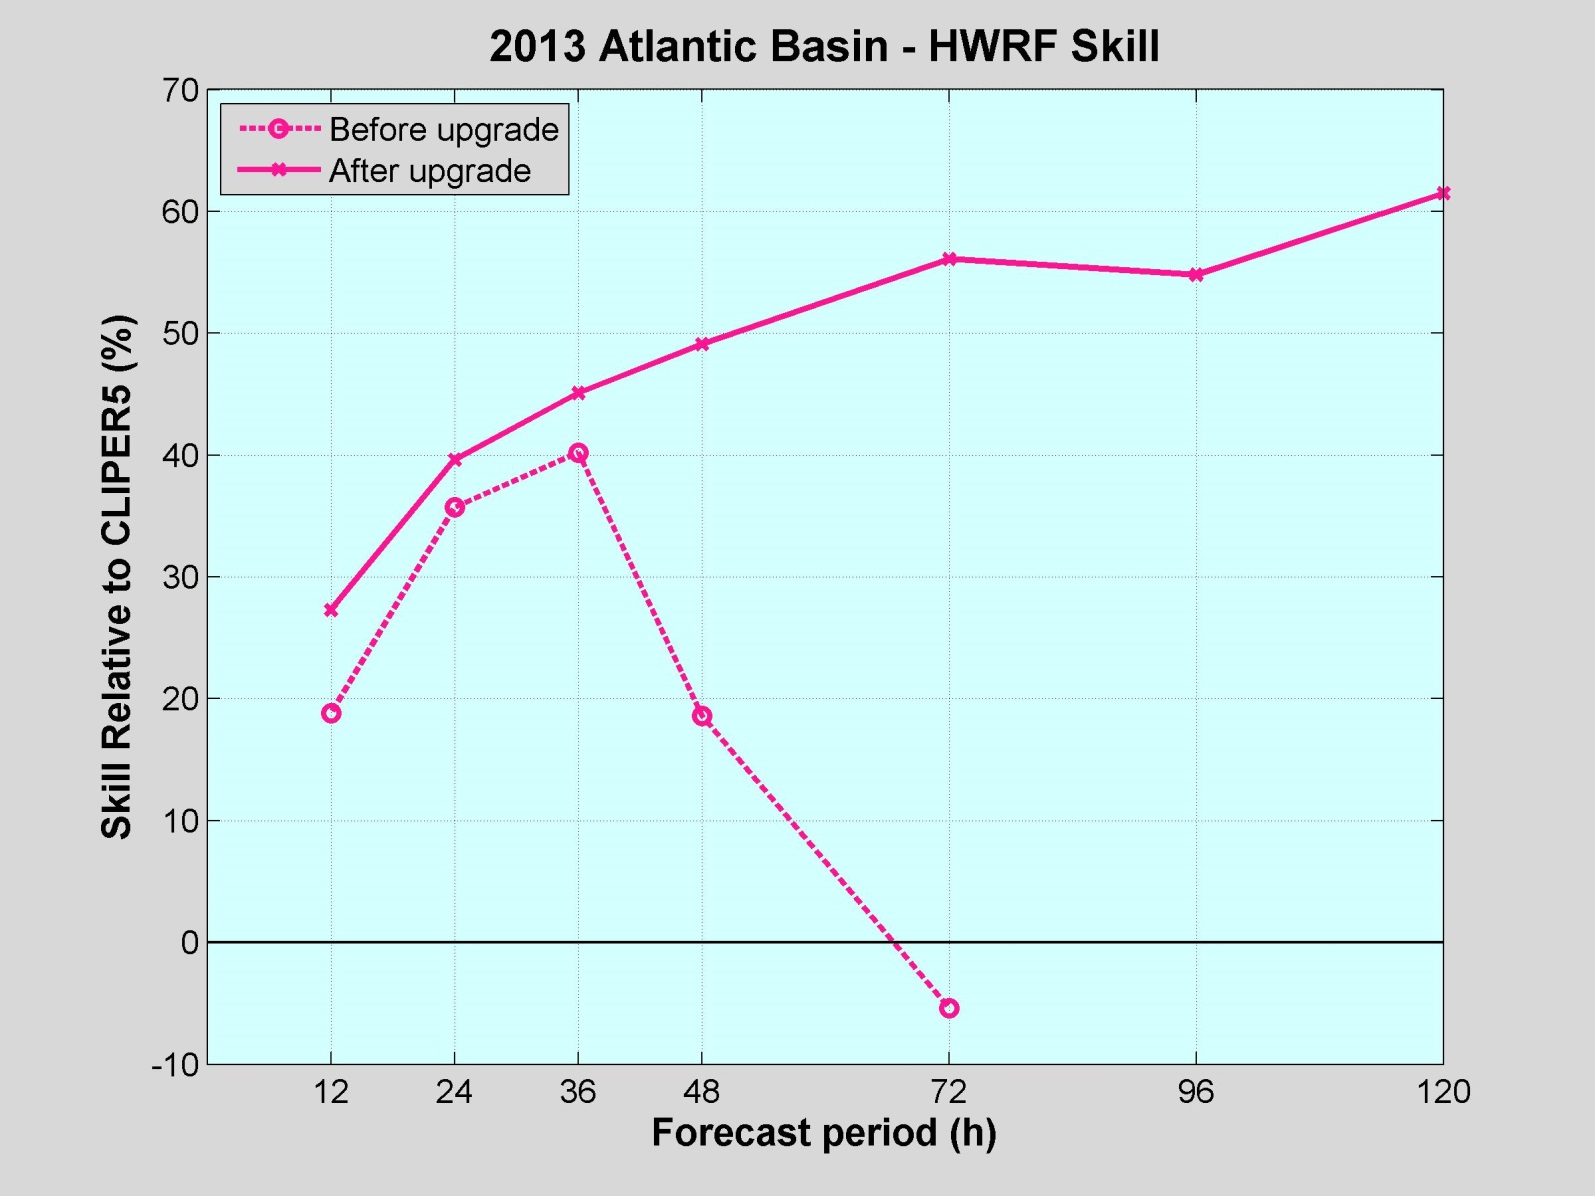 2013 Atlantic Basin - HWRF Skill
Before upgrade
After upgrade
Skill Relative to CLIPER5 (%)
70
60
50
40
30
20
10
0
-10
12 24 36 48 72 96 120
Forecast period (h)